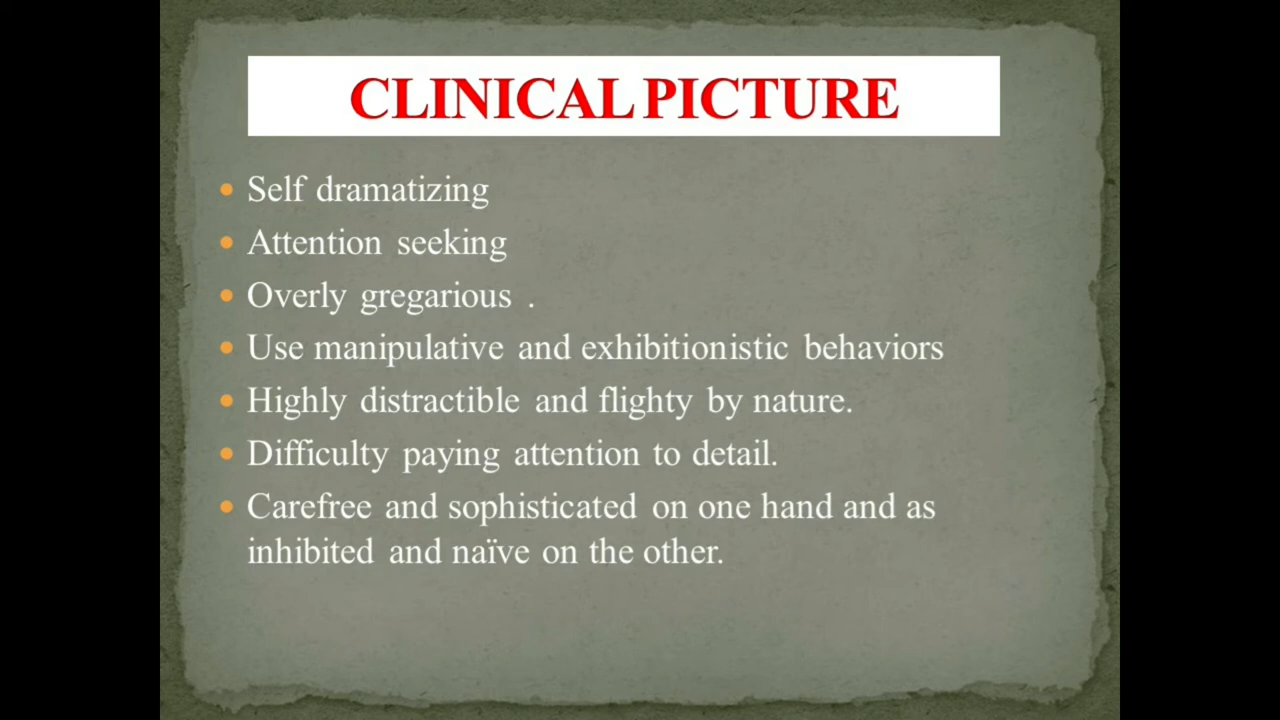 CLINICAL PICTURE
Self dramatizing
Attention seeking
Overly gregarious .
Use manipulative and exhibitionistic behaviors
Highly distractible and flighty by nature.
Difficulty paying attention to detail.
Carefree and sophisticated on one hand and as
inhibited and naïve on the other.